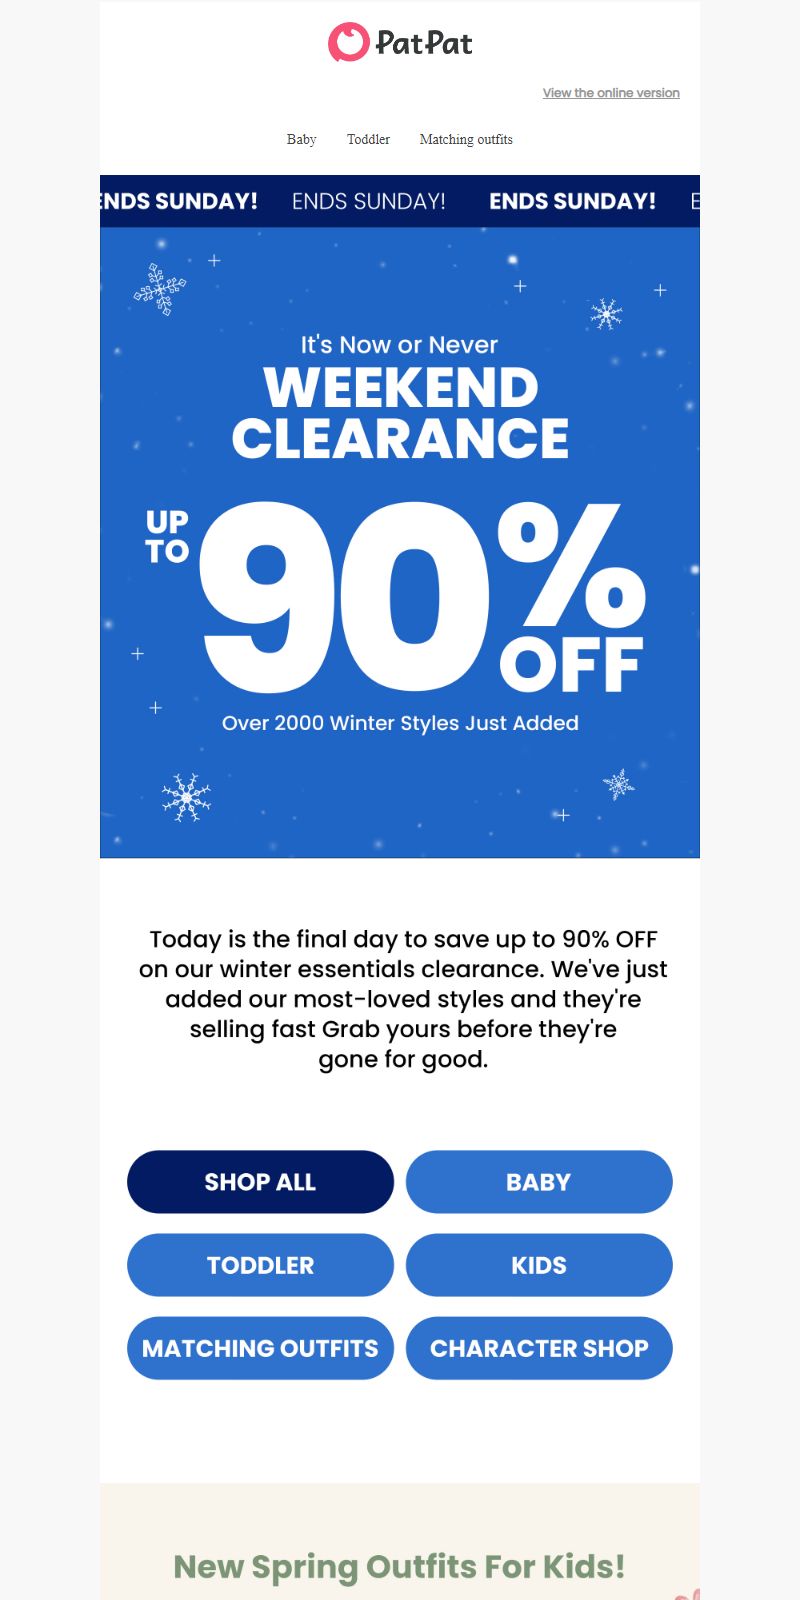 PatPat
View the online version
Baby Toddler Matching outfits
ENDS SUNDAY! ENDS SUNDAY! ENDS SUNDAY! E
It's Now or Never
WEEKEND
CLEARANCE
UP
TO
90%
OFF
Over 2000 Winter Styles Just Added
Today is the final day to save up to 90% OFF
on our winter essentials clearance. We've just
added our most-loved styles and they're
selling fast Grab yours before they're
gone for good.
SHOP ALL BABY
TODDLER KIDS
MATCHING OUTFITS CHARACTER SHOP
New Spring Outfits For Kids!